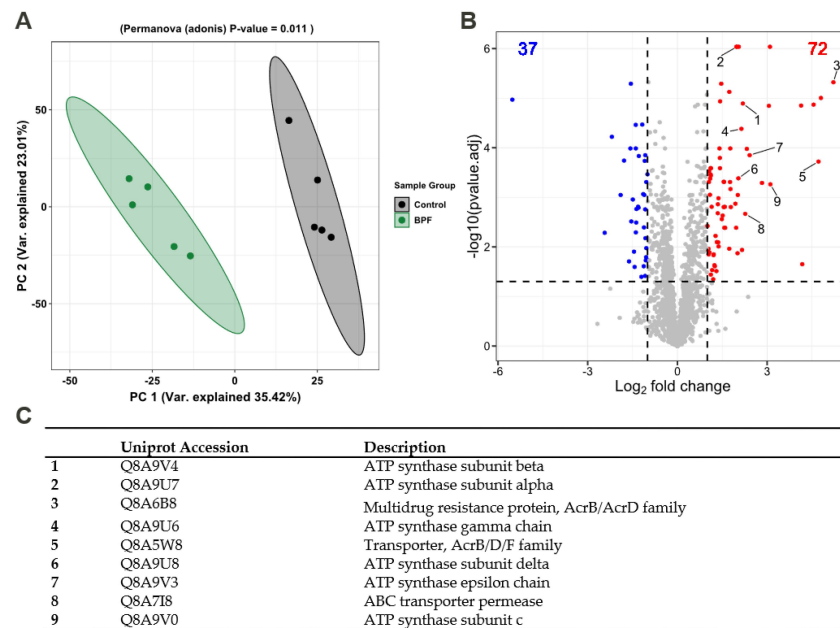 A
(Permanova (adonis) P-value = 0.011 )
PC 2 (Var. explained 23.01%)
50
0
-50
-50
0
25
PC 1 (Var. explained 35.42%)
Sample Group
Control
BPF
B
37
72
-log10(pvalue.adj)
6
4
2
0
-6
-3
0
3
Log2 fold change
1
2
3
4
5
6
7
8
9
C
Uniprot Accession Description
1 Q8A9V4 ATP synthase subunit beta
2 Q8A9U7 ATP synthase subunit alpha
3 Q8A6B8 Multidrug resistance protein, AcrB/AcrD family
4 Q8A9U6 ATP synthase gamma chain
5 Q8A5W8 Transporter, AcrB/D/F family
6 Q8A9U8 ATP synthase subunit delta
7 Q8A9V3 ATP synthase epsilon chain
8 Q8A7I8 ABC transporter permease
9 Q8A9V0 ATP synthase subunit c